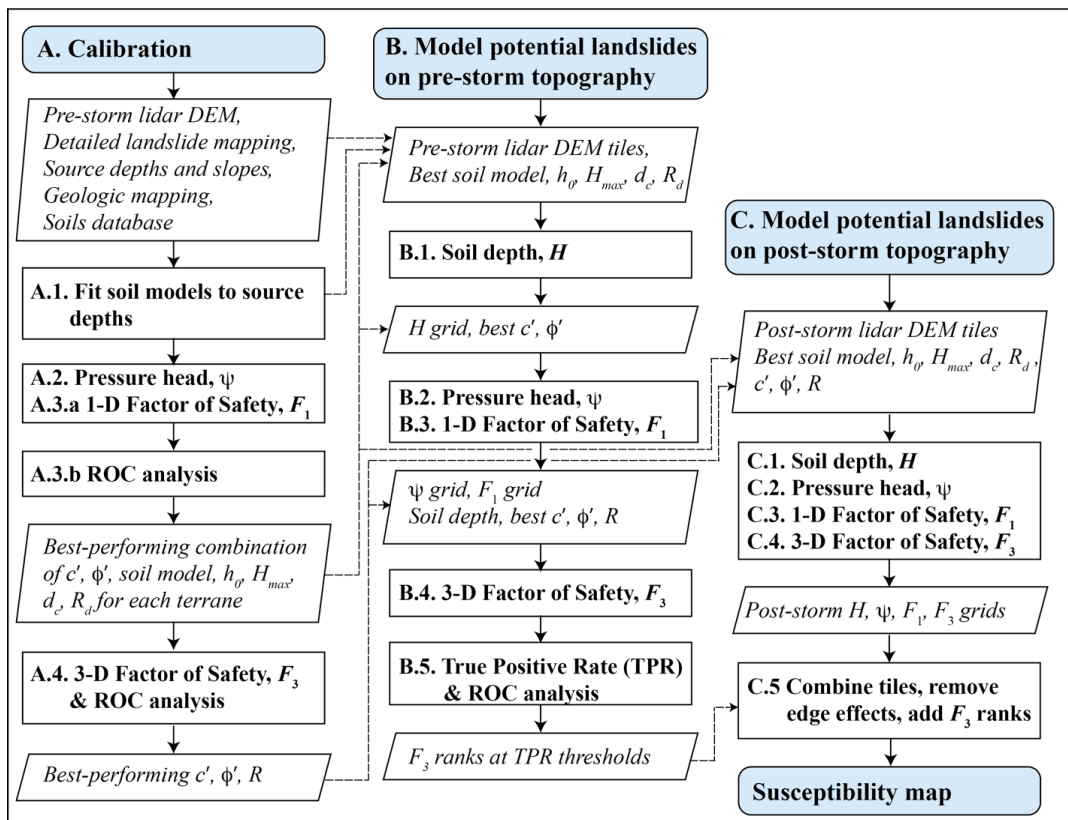 A. Calibration
Pre-storm lidar DEM,
Detailed landslide mapping,
Source depths and slopes,
Geologic mapping,
Soils database
A.1. Fit soil models to source
depths
A.2. Pressure head, ψ
A.3.a 1-D Factor of Safety, F₁
A.3.b ROC analysis
Best-performing combination
of c′, ϕ′, soil model, h₀, Hₘₐₓ,
d_c, R_d for each terrane
A.4. 3-D Factor of Safety, F₃
& ROC analysis
Best-performing c′, ϕ′, R
B. Model potential landslides
on pre-storm topography
Pre-storm lidar DEM tiles,
Best soil model, h₀, Hₘₐₓ, d_c, R_d
B.1. Soil depth, H
H grid, best c′, ϕ′
B.2. Pressure head, ψ
B.3. 1-D Factor of Safety, F₁
ψ grid, F₁ grid
Soil depth, best c′, ϕ′, R
B.4. 3-D Factor of Safety, F₃
B.5. True Positive Rate (TPR)
& ROC analysis
F₃ ranks at TPR thresholds
C. Model potential landslides
on post-storm topography
Post-storm lidar DEM tiles
Best soil model, h₀, Hₘₐₓ, d_c, R_d,
c′, ϕ′, R
C.1. Soil depth, H
C.2. Pressure head, ψ
C.3. 1-D Factor of Safety, F₁
C.4. 3-D Factor of Safety, F₃
Post-storm H, ψ, F₁, F₃ grids
C.5 Combine tiles, remove
edge effects, add F₃ ranks
Susceptibility map